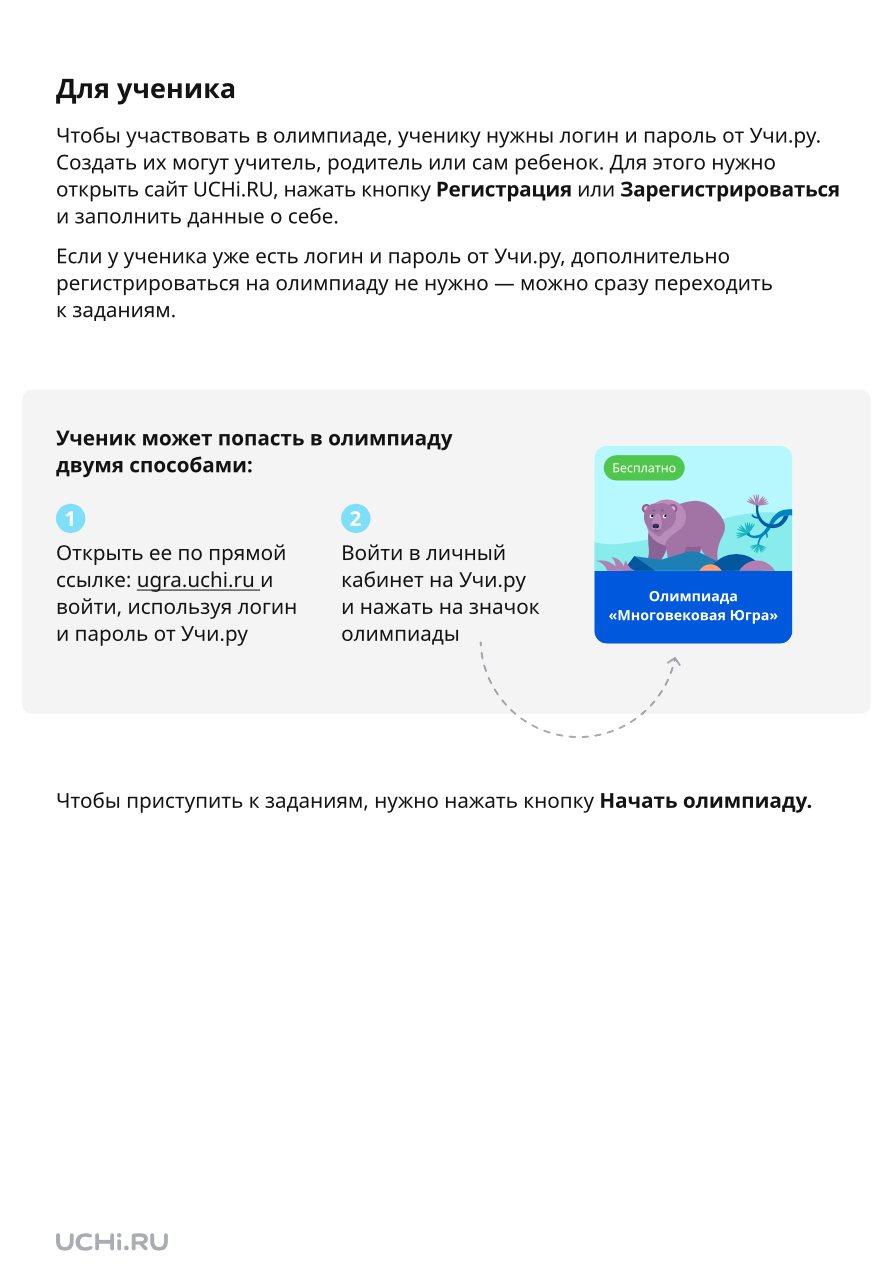 Для ученика
Чтобы участвовать в олимпиаде, ученику нужны логин и пароль от Учи.ру.
Создать их могут учитель, родитель или сам ребенок. Для этого нужно
открыть сайт UCHi.RU, нажать кнопку Регистрация или Зарегистрироваться
и заполнить данные о себе.
Если у ученика уже есть логин и пароль от Учи.ру, дополнительно
регистрироваться на олимпиаду не нужно — можно сразу переходить
к заданиям.
Ученик может попасть в олимпиаду
двумя способами:
1
Открыть ее по прямой
ссылке: ugra.uchi.ru и
войти, используя логин
и пароль от Учи.ру
2
Войти в личный
кабинет на Учи.ру
и нажать на значок
олимпиады
Бесплатно
Олимпиада
«Многовековая Югра»
Чтобы приступить к заданиям, нужно нажать кнопку Начать олимпиаду.
UCHi.RU